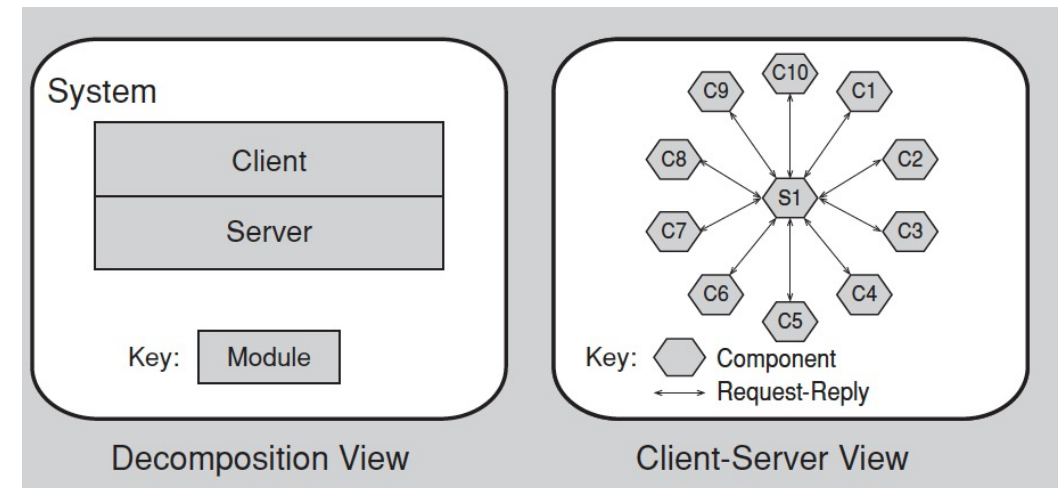 System
Client
Server
Key: Module
Decomposition View
C10
C9
C1
C8
C2
S1
C7
C3
C6
C4
C5
Key: Component
Request-Reply
Client-Server View